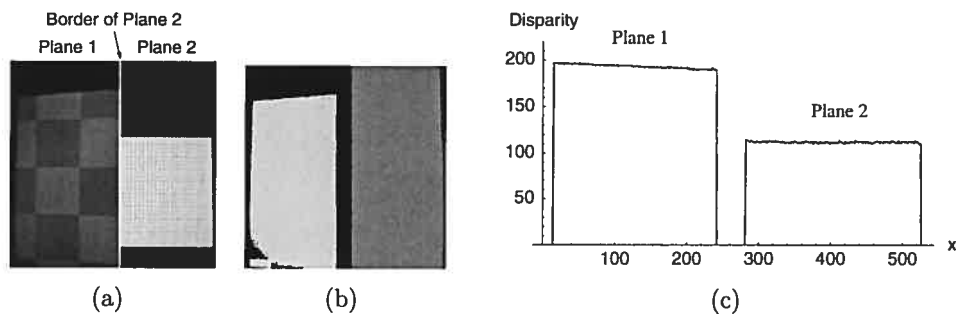 Border of Plane 2
Plane 1 Plane 2
(a)
(b)
Disparity
Plane 1
Plane 2
200
150
100
50
100 200 300 400 500 x
(c)